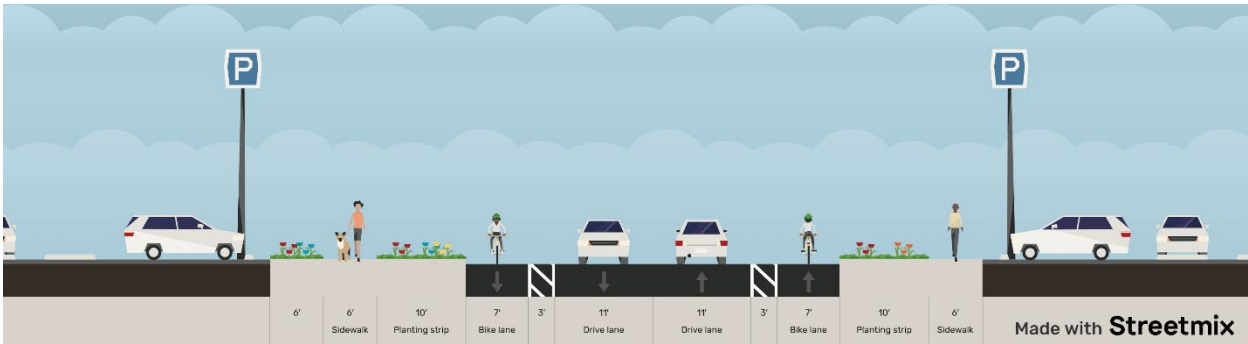 P
P
6'
6'
Sidewalk
10'
Planting strip
7'
Bike lane
3'
11'
Drive lane
11'
Drive lane
3'
7'
Bike lane
10'
Planting strip
6'
Sidewalk
Made with Streetmix